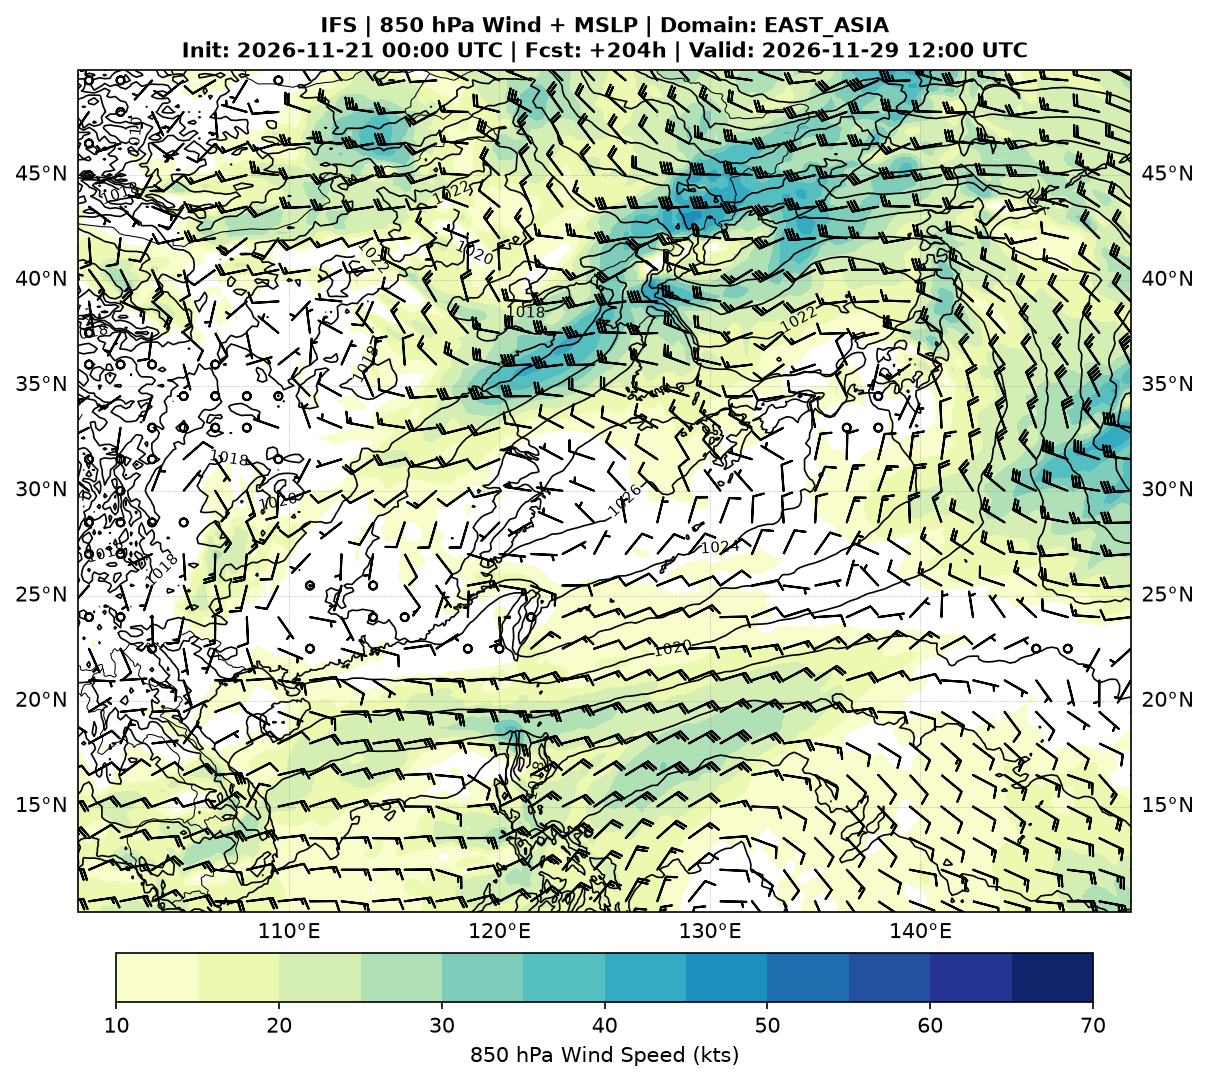 IFS | 850 hPa Wind + MSLP | Domain: EAST_ASIA
Init: 2026-11-21 00:00 UTC | Fcst: +204h | Valid: 2026-11-29 12:00 UTC
45°N
45°N
1022
1020
40°N
40°N
1018
1022
35°N
35°N
1018
30°N
30°N
1026
1024
1018
25°N
25°N
1020
20°N
20°N
15°N
15°N
110°E
120°E
130°E
140°E
10
20
30
40
50
60
70
850 hPa Wind Speed (kts)